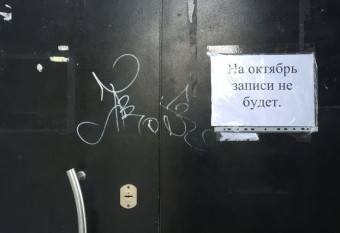 На октябрь
записи не
будет.